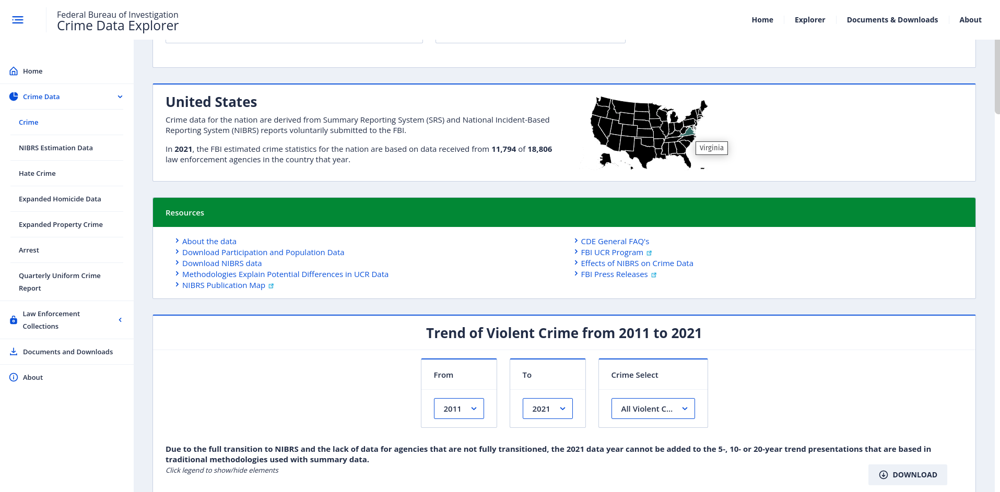 Federal Bureau of Investigation
Crime Data Explorer
Home
Explorer
Documents & Downloads
About
Home
Crime Data
Crime
NIBRS Estimation Data
Hate Crime
Expanded Homicide Data
Expanded Property Crime
Arrest
Quarterly Uniform Crime
Report
Law Enforcement
Collections
Documents and Downloads
About
United States
Crime data for the nation are derived from Summary Reporting System (SRS) and National Incident-Based
Reporting System (NIBRS) reports voluntarily submitted to the FBI.
In 2021, the FBI estimated crime statistics for the nation are based on data received from 11,794 of 18,806
law enforcement agencies in the country that year.
Virginia
Resources
About the data
Download Participation and Population Data
Download NIBRS data
Methodologies Explain Potential Differences in UCR Data
NIBRS Publication Map
CDE General FAQ's
FBI UCR Program
Effects of NIBRS on Crime Data
FBI Press Releases
Trend of Violent Crime from 2011 to 2021
From
2011
To
2021
Crime Select
All Violent C...
Due to the full transition to NIBRS and the lack of data for agencies that are not fully transitioned, the 2021 data year cannot be added to the 5-, 10- or 20-year trend presentations that are based in
traditional methodologies used with summary data.
Click legend to show/hide elements
DOWNLOAD